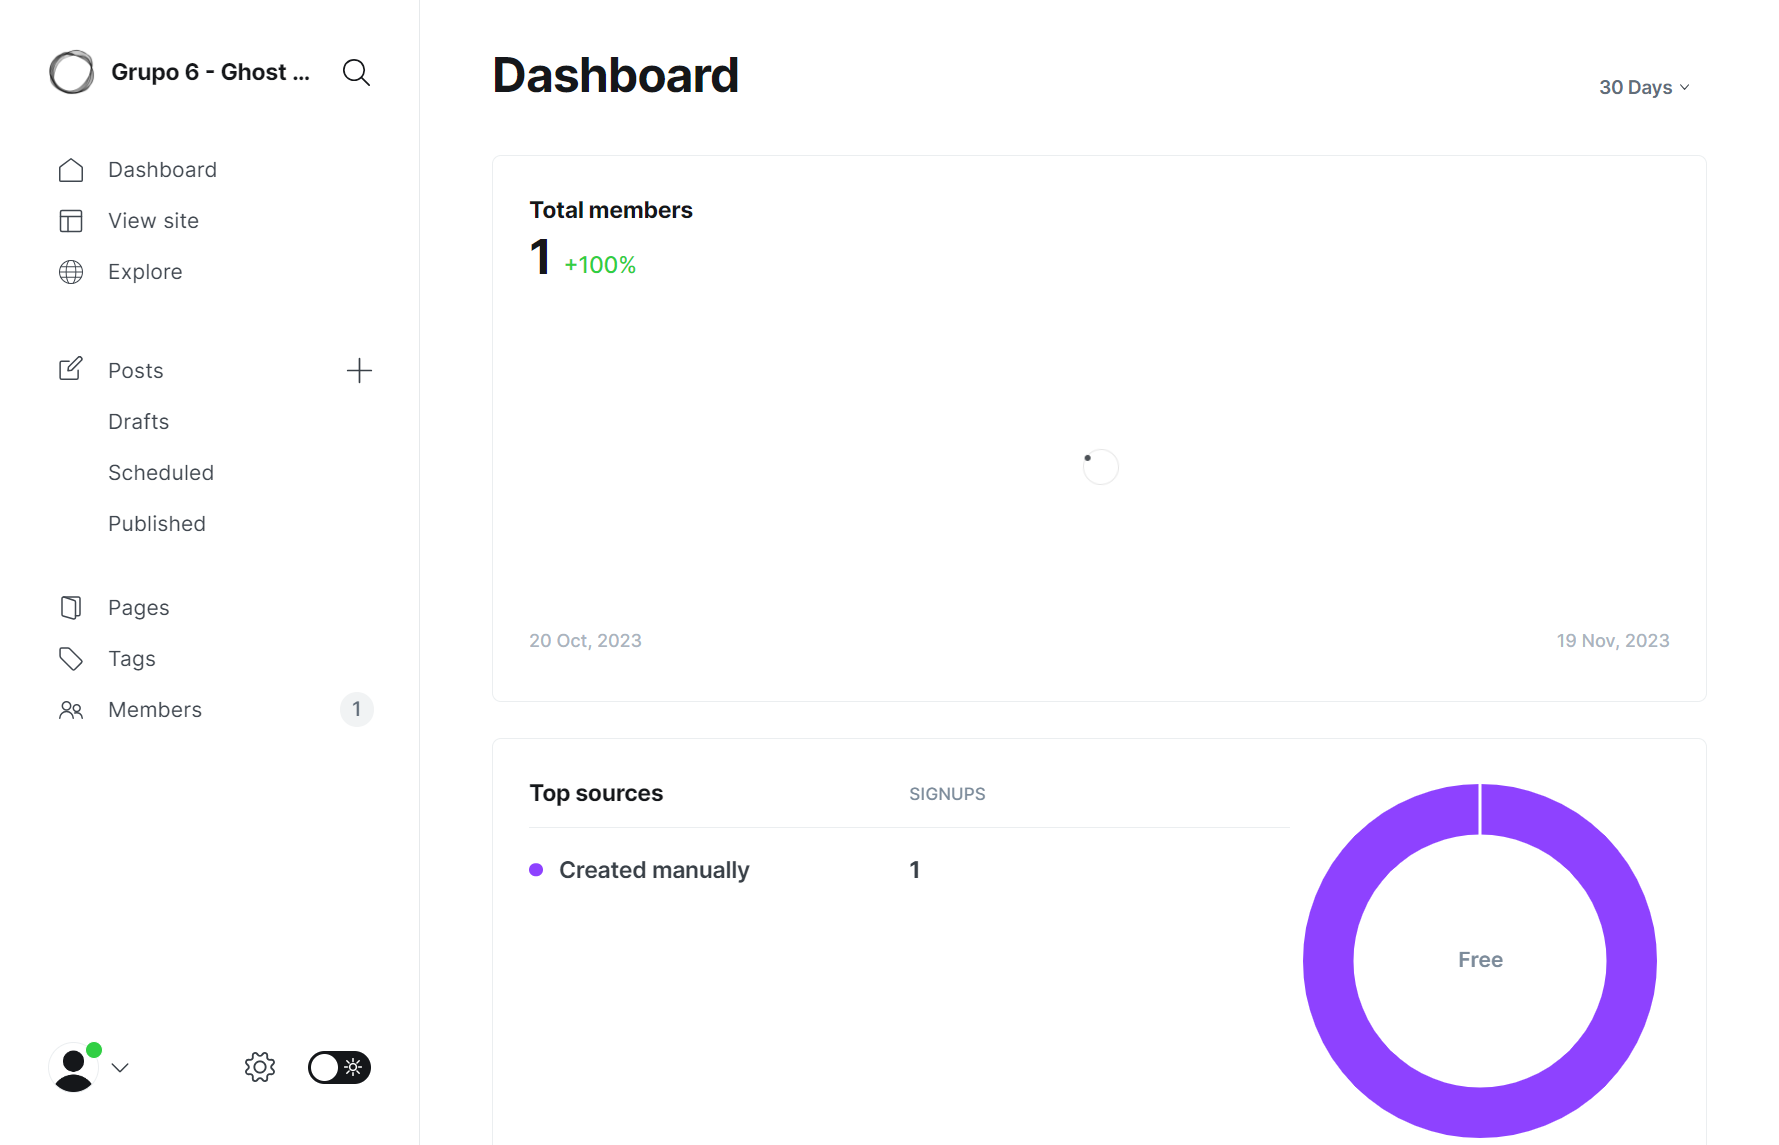 Grupo 6 - Ghost ...
Dashboard
View site
Explore
Posts
Drafts
Scheduled
Published
Pages
Tags
Members
1
Dashboard
30 Days
Total members
1 +100%
20 Oct, 2023
19 Nov, 2023
Top sources SIGNUPS
Created manually 1
Free